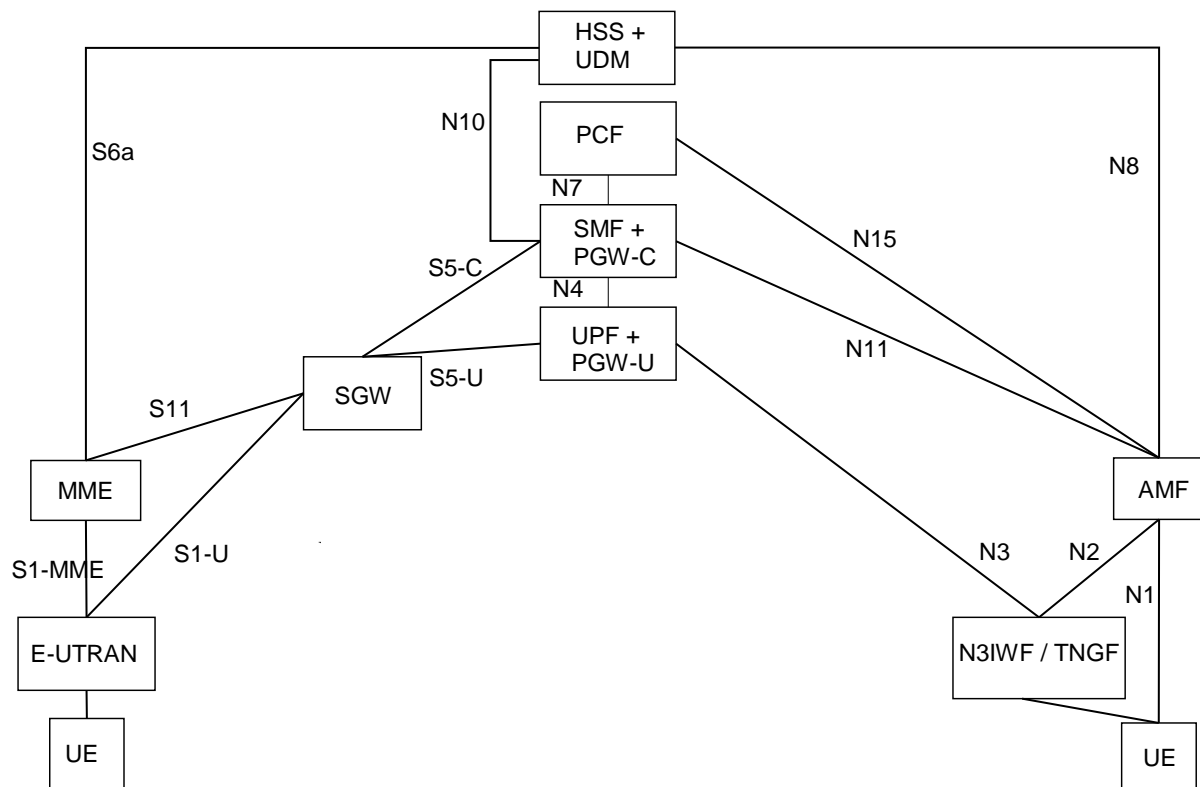 HSS +
UDM
N10
PCF
S6a
N8
N7
SMF +
PGW-C
N15
S5-C
N4
UPF +
PGW-U
N11
S5-U
SGW
S11
MME
AMF
S1-U
N3
N2
S1-MME
N1
E-UTRAN
N3IWF / TNGF
UE
UE